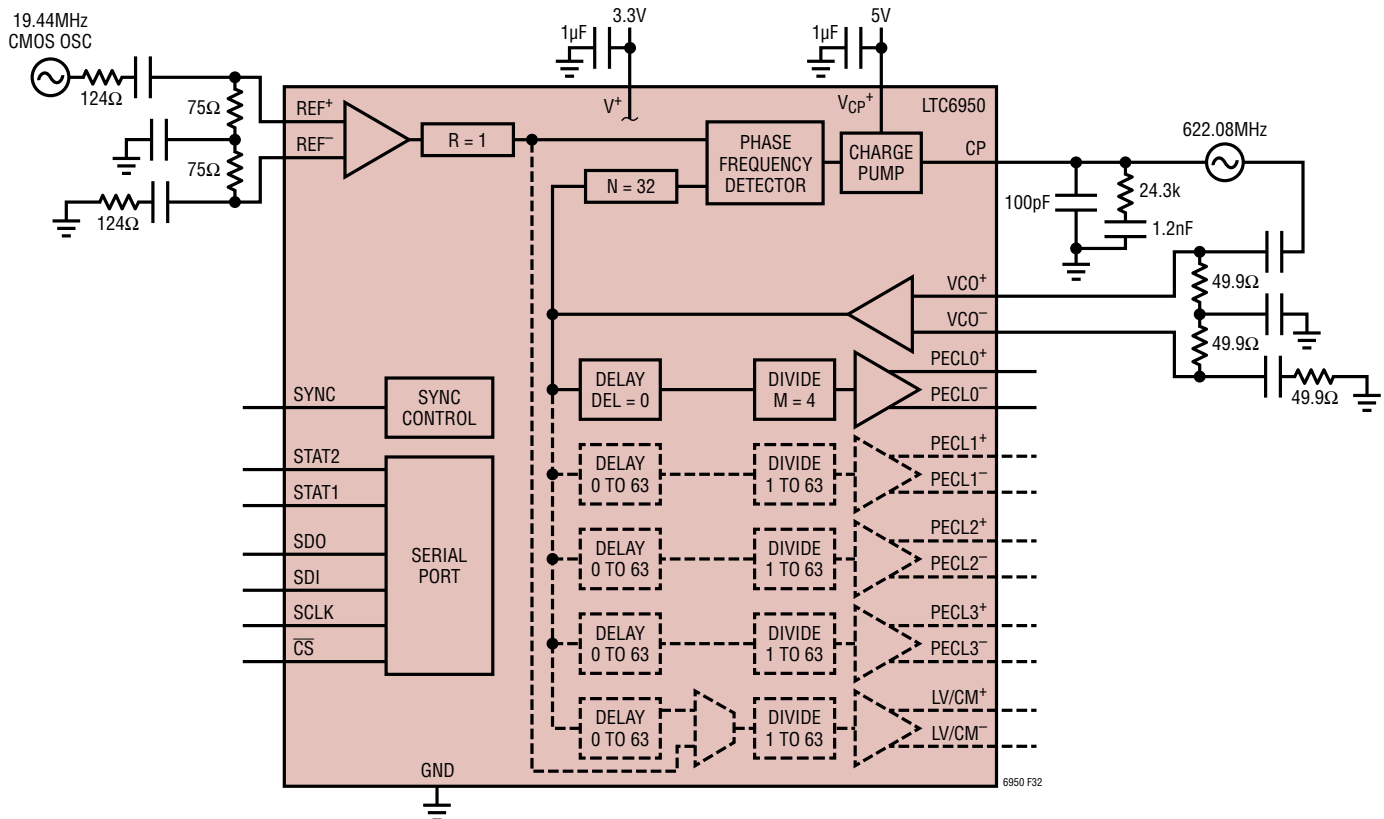 19.44MHz
CMOS OSC
124Ω
75Ω
75Ω
124Ω
1µF
3.3V
1µF
5V
V⁺
V_CP⁺
LTC6950
REF⁺
REF⁻
R = 1
N = 32
PHASE
FREQUENCY
DETECTOR
CHARGE
PUMP
CP
622.08MHz
100pF
24.3k
1.2nF
VCO⁺
VCO⁻
49.9Ω
49.9Ω
49.9Ω
SYNC
SYNC
CONTROL
STAT2
STAT1
SDO
SDI
SCLK
C̅S̅
SERIAL
PORT
DELAY
DEL = 0
DIVIDE
M = 4
PECL0⁺
PECL0⁻
DELAY
0 TO 63
DIVIDE
1 TO 63
PECL1⁺
PECL1⁻
DELAY
0 TO 63
DIVIDE
1 TO 63
PECL2⁺
PECL2⁻
DELAY
0 TO 63
DIVIDE
1 TO 63
PECL3⁺
PECL3⁻
DELAY
0 TO 63
DIVIDE
1 TO 63
LV/CM⁺
LV/CM⁻
GND
6950 F32